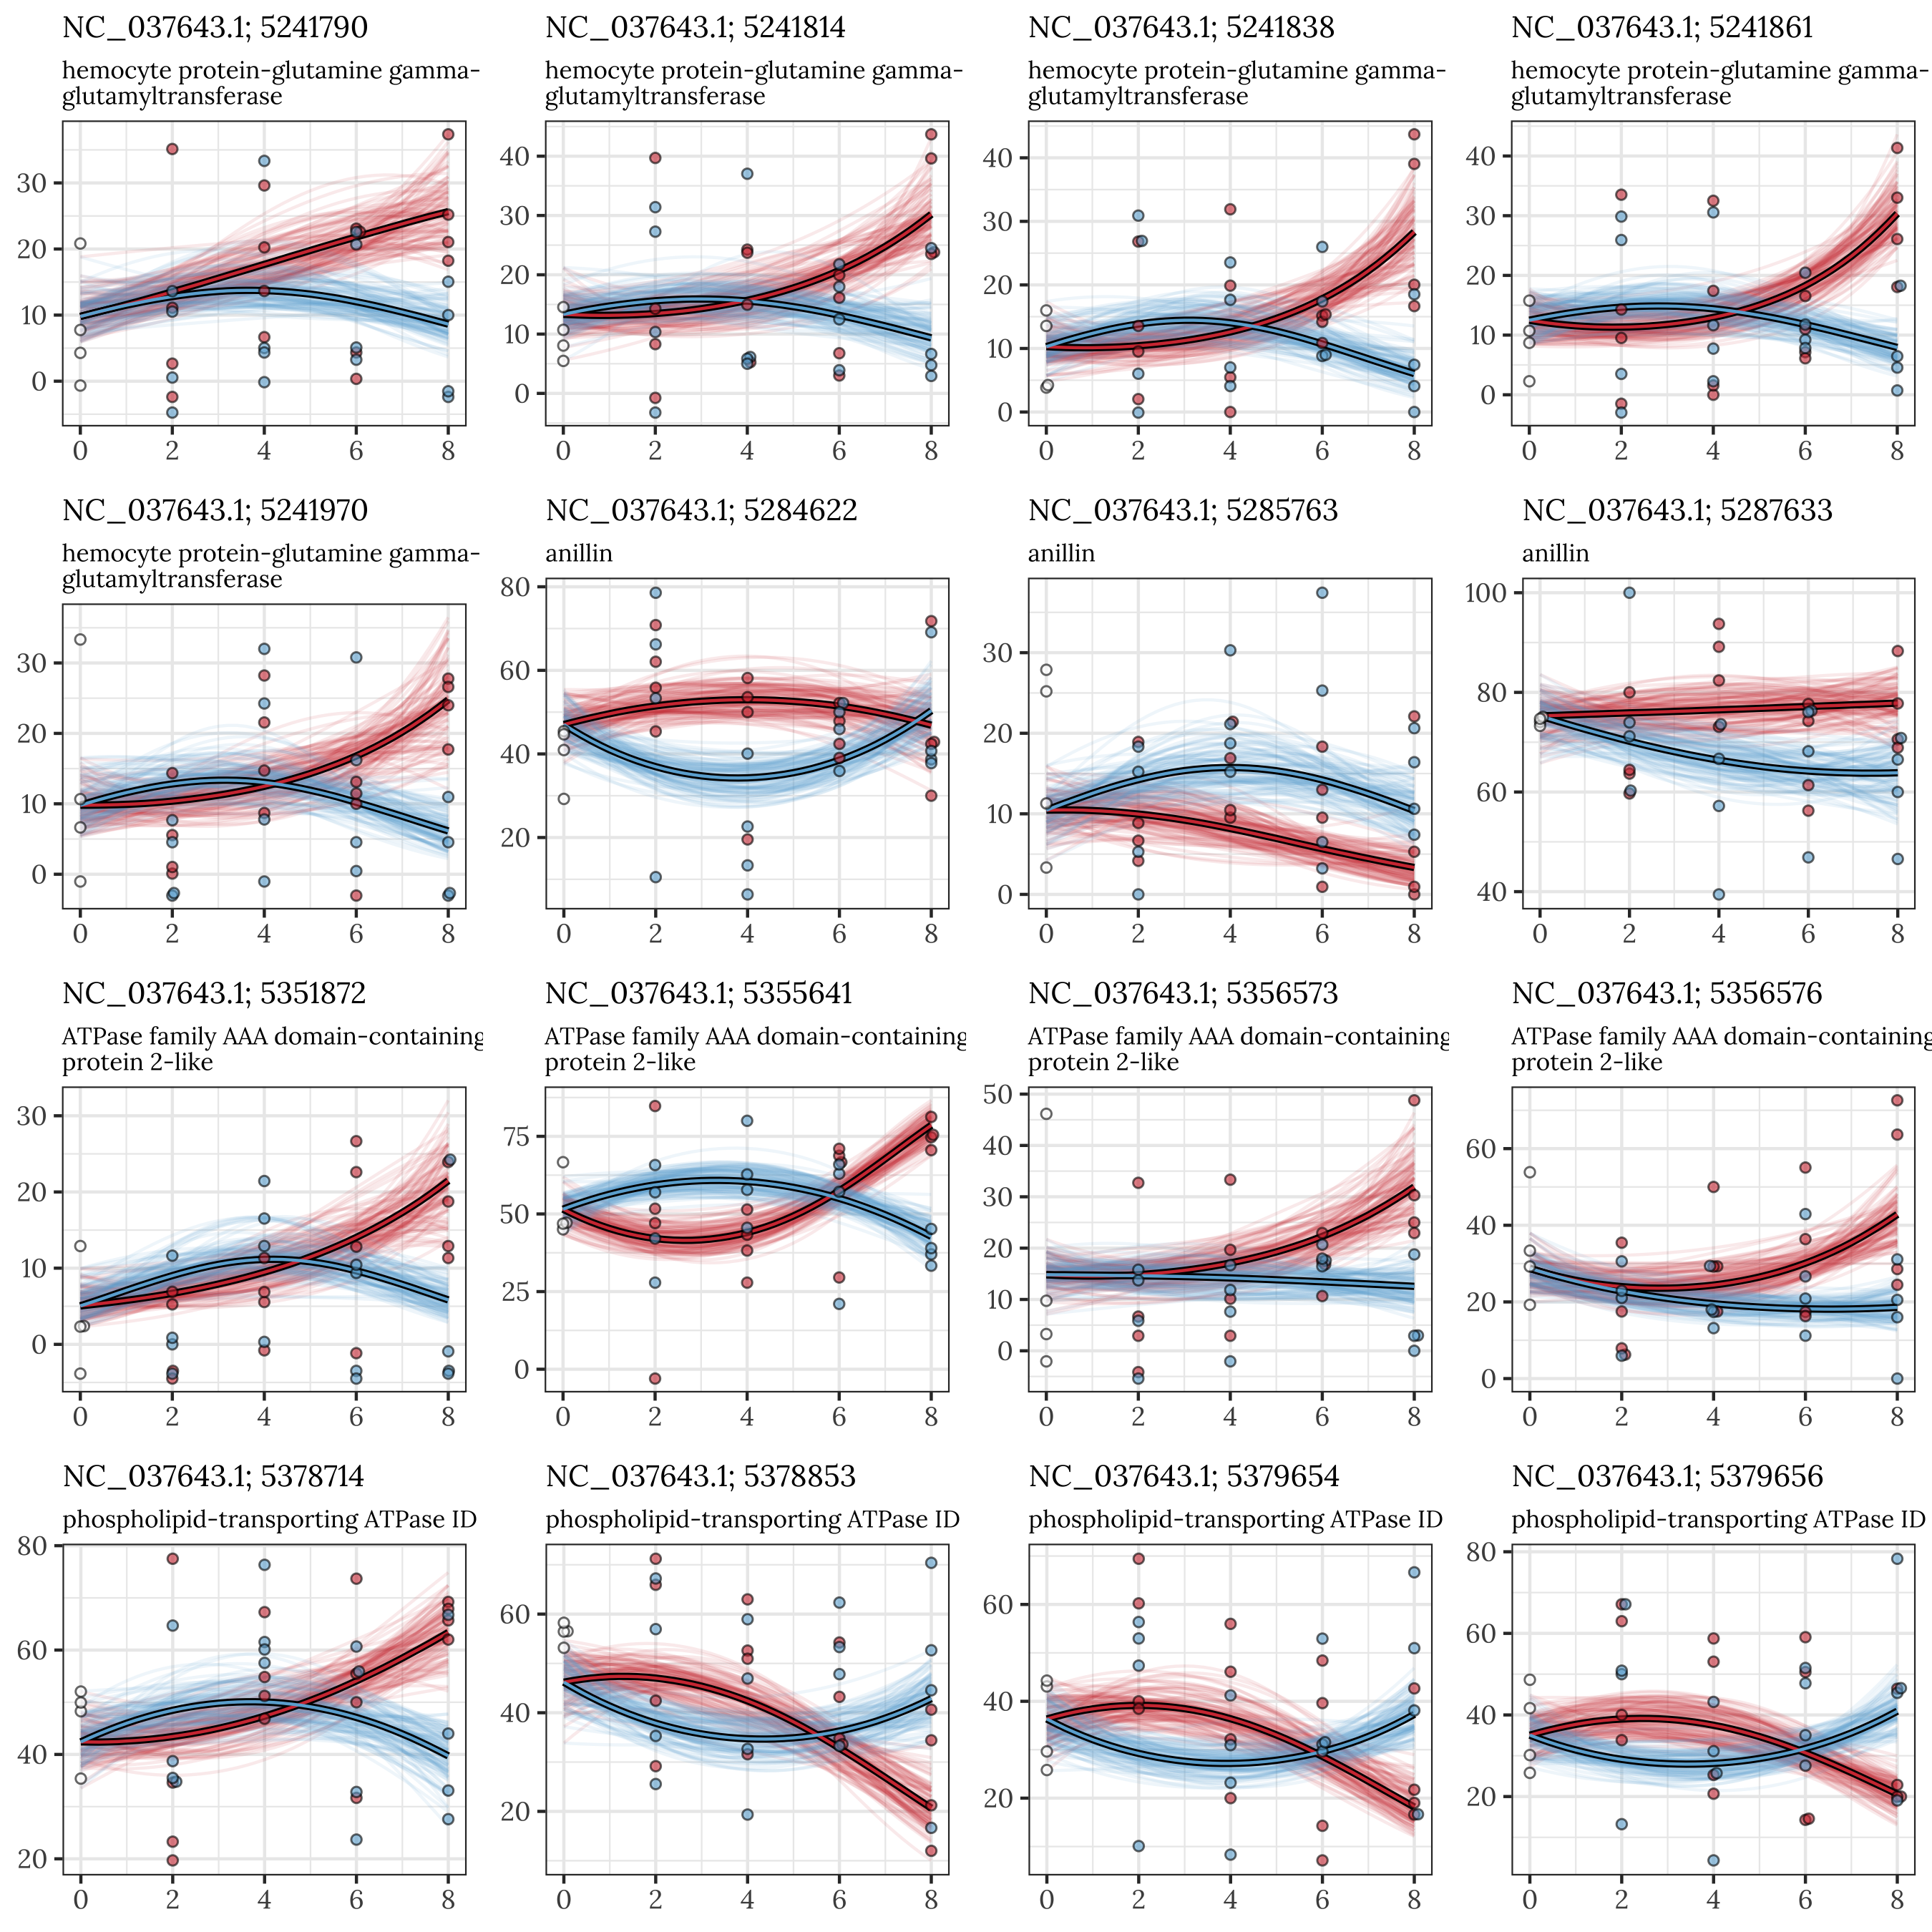 NC_037643.1; 5241790
hemocyte protein-glutamine gamma-
glutamyltransferase
30
20
10
0
0 2 4 6 8
NC_037643.1; 5241814
hemocyte protein-glutamine gamma-
glutamyltransferase
40
30
20
10
0
0 2 4 6 8
NC_037643.1; 5241838
hemocyte protein-glutamine gamma-
glutamyltransferase
40
30
20
10
0
0 2 4 6 8
NC_037643.1; 5241861
hemocyte protein-glutamine gamma-
glutamyltransferase
40
30
20
10
0
0 2 4 6 8
NC_037643.1; 5241970
hemocyte protein-glutamine gamma-
glutamyltransferase
30
20
10
0
0 2 4 6 8
NC_037643.1; 5284622
anillin
80
60
40
20
0 2 4 6 8
NC_037643.1; 5285763
anillin
30
20
10
0
0 2 4 6 8
NC_037643.1; 5287633
anillin
100
80
60
40
0 2 4 6 8
NC_037643.1; 5351872
ATPase family AAA domain-containing
protein 2-like
30
20
10
0
0 2 4 6 8
NC_037643.1; 5355641
ATPase family AAA domain-containing
protein 2-like
75
50
25
0
0 2 4 6 8
NC_037643.1; 5356573
ATPase family AAA domain-containing
protein 2-like
50
40
30
20
10
0
0 2 4 6 8
NC_037643.1; 5356576
ATPase family AAA domain-containing
protein 2-like
60
40
20
0
0 2 4 6 8
NC_037643.1; 5378714
phospholipid-transporting ATPase ID
80
60
40
20
0 2 4 6 8
NC_037643.1; 5378853
phospholipid-transporting ATPase ID
60
40
20
0 2 4 6 8
NC_037643.1; 5379654
phospholipid-transporting ATPase ID
60
40
20
0 2 4 6 8
NC_037643.1; 5379656
phospholipid-transporting ATPase ID
80
60
40
20
0 2 4 6 8